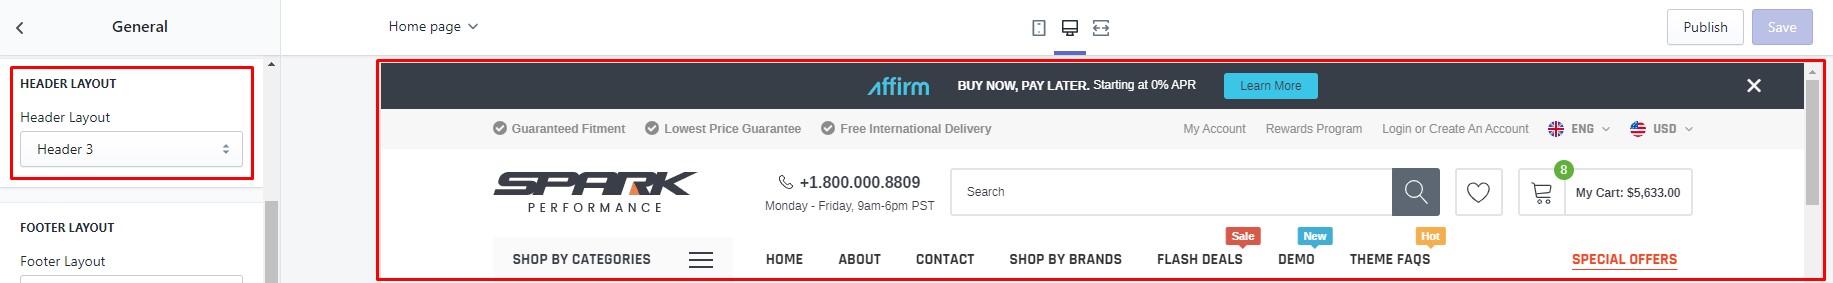 General
Home page
Publish
Save
HEADER LAYOUT
Header Layout
Header 3
FOOTER LAYOUT
Footer Layout
affirm BUY NOW, PAY LATER. Starting at 0% APR Learn More
Guaranteed Fitment Lowest Price Guarantee Free International Delivery My Account Rewards Program Login or Create An Account ENG USD
SPARK
PERFORMANCE
+1.800.000.8809
Monday - Friday, 9am-6pm PST
Search
8
My Cart: $5,633.00
Sale New Hot
SHOP BY CATEGORIES HOME ABOUT CONTACT SHOP BY BRANDS FLASH DEALS DEMO THEME FAQS SPECIAL OFFERS